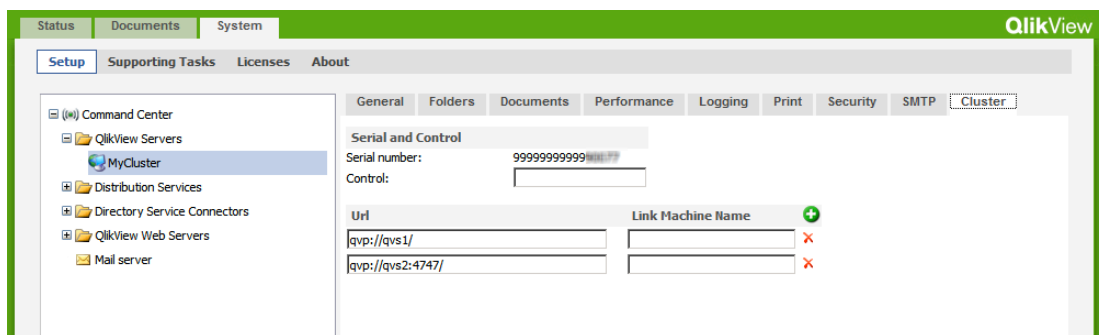 Status Documents System QlikView
Setup Supporting Tasks Licenses About
General Folders Documents Performance Logging Print Security SMTP Cluster
Command Center
QlikView Servers
MyCluster
Distribution Services
Directory Service Connectors
QlikView Web Servers
Mail server
Serial and Control
Serial number: 99999999999
Control:
Url Link Machine Name
qvp://qvs1/
qvp://qvs2:4747/